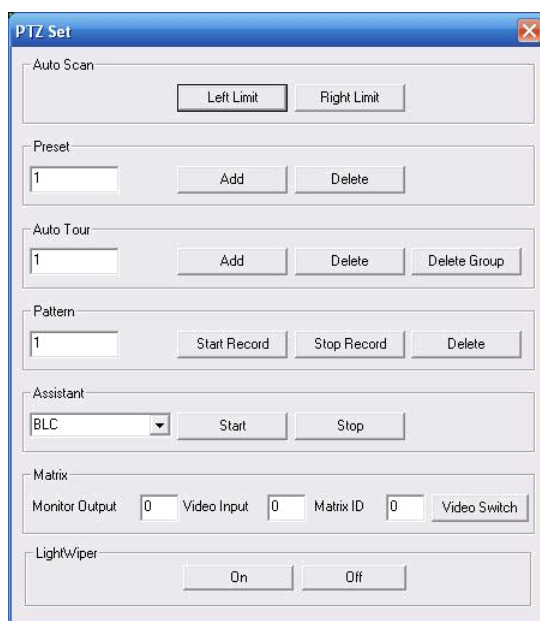 PTZ Set
Auto Scan
Left Limit Right Limit
Preset
1 Add Delete
Auto Tour
1 Add Delete Delete Group
Pattern
1 Start Record Stop Record Delete
Assistant
BLC Start Stop
Matrix
Monitor Output 0 Video Input 0 Matrix ID 0 Video Switch
LightWiper
On Off